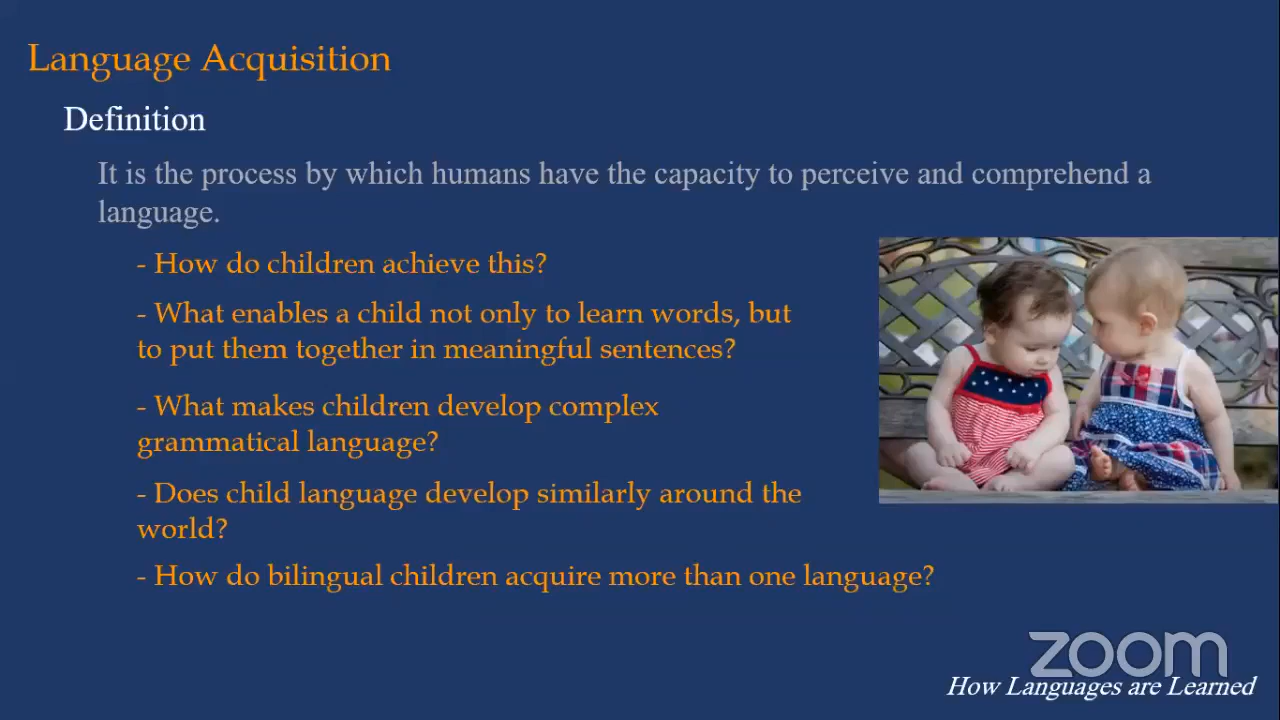 Language Acquisition
Definition
It is the process by which humans have the capacity to perceive and comprehend a
language.
- How do children achieve this?
- What enables a child not only to learn words, but
to put them together in meaningful sentences?
- What makes children develop complex
grammatical language?
- Does child language develop similarly around the
world?
- How do bilingual children acquire more than one language?
zoom
How Languages are Learned